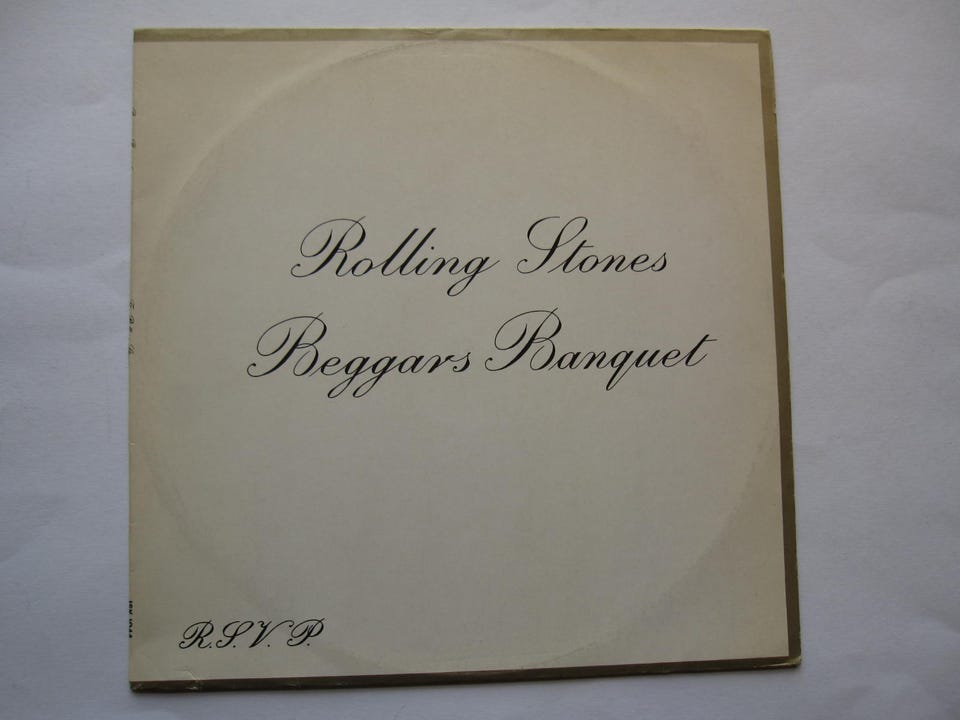 Rolling Stones
Beggars Banquet
R.S.V.P.